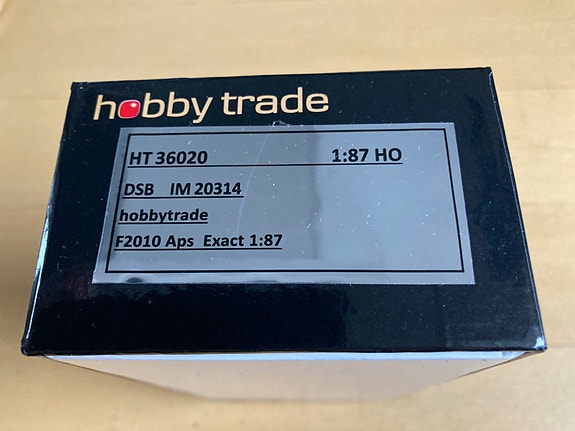 hobby trade
HT 36020 1:87 HO
DSB IM 20314
hobbytrade
F2010 Aps Exact 1:87